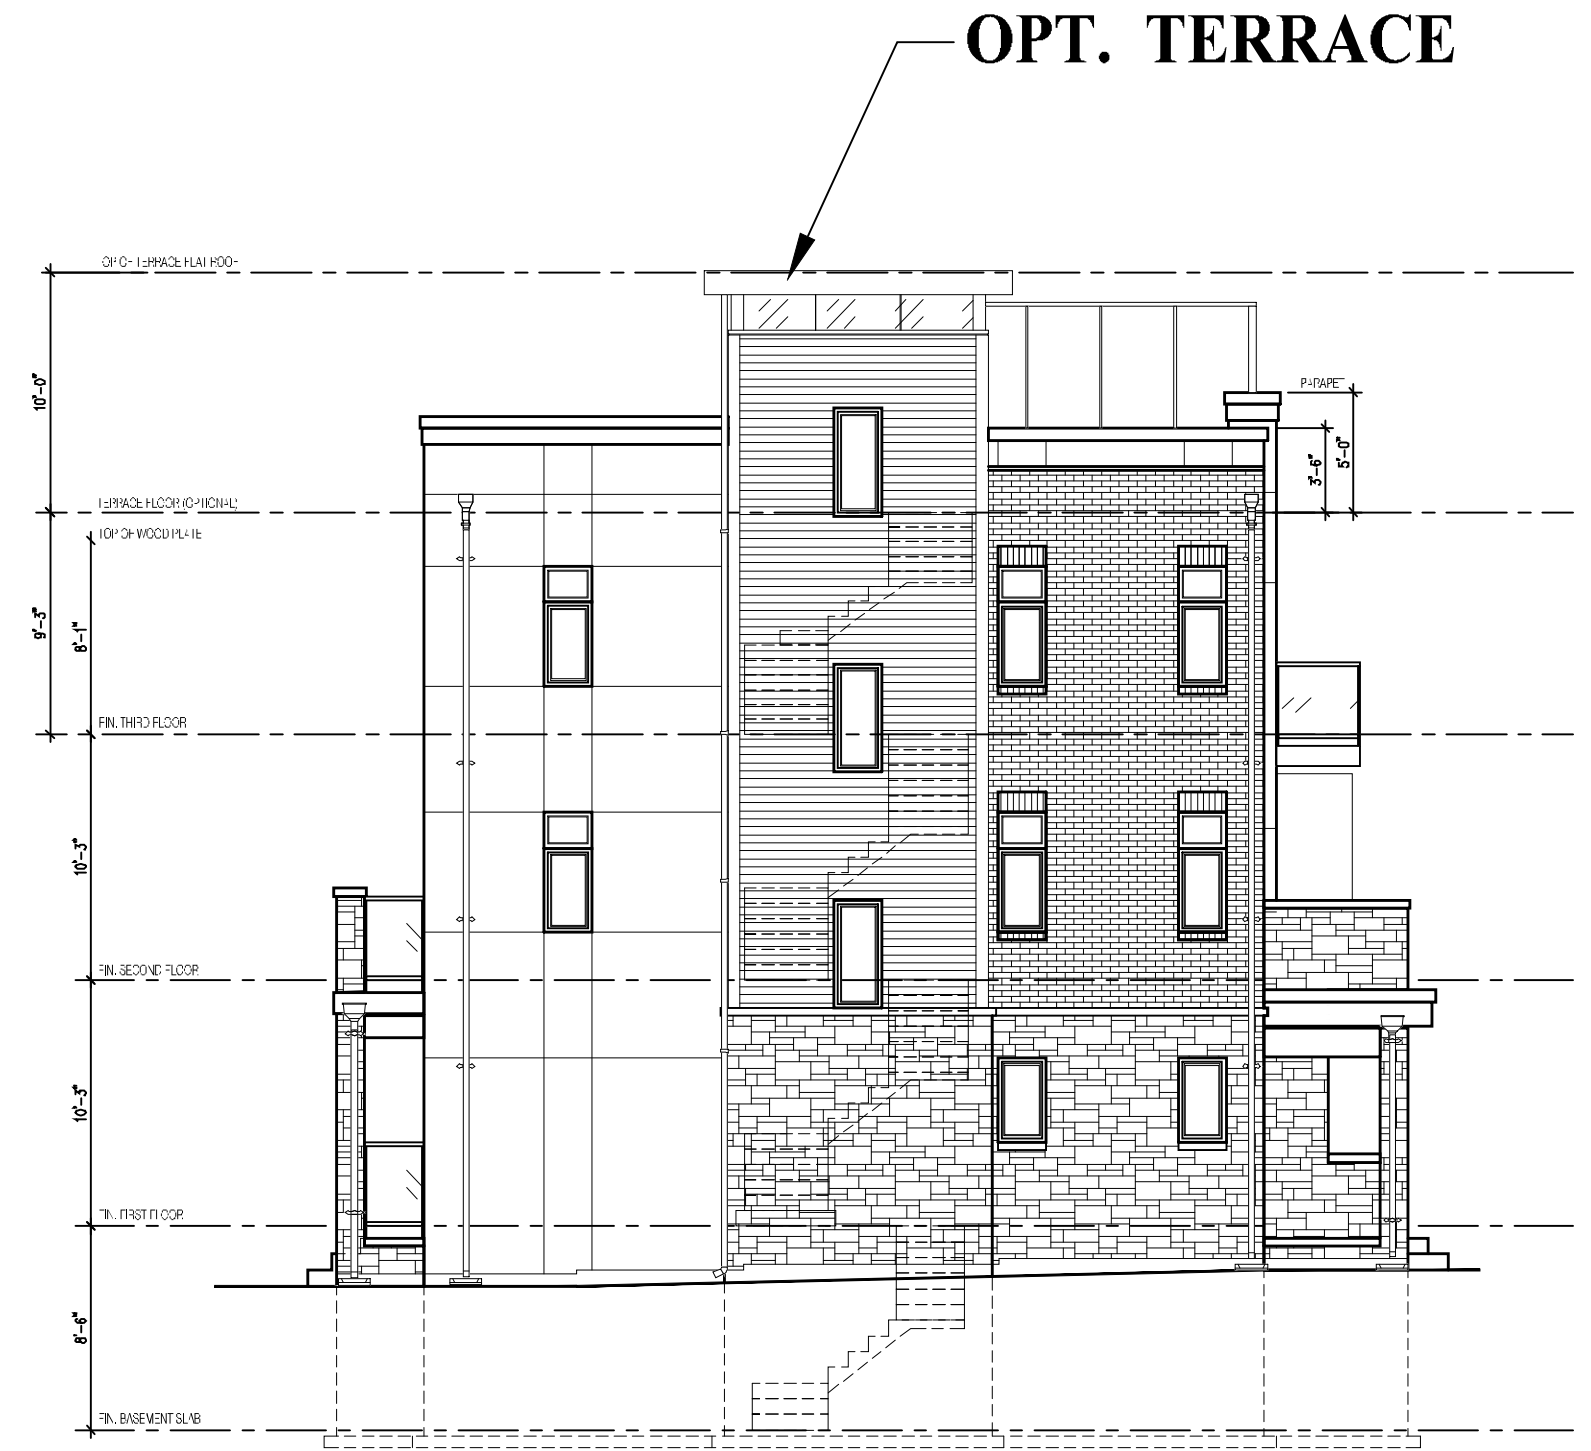 OPT. TERRACE
TOP OF TERRACE FLAT ROOF
10'-0"
PARAPET
3'-6"
5'-0"
TERRACE FLOOR (OPTIONAL)
TOP OF WOOD PLATE
9'-3"
8'-1"
FIN. THIRD FLOOR
10'-3"
FIN. SECOND FLOOR
10'-3"
FIN. FIRST FLOOR
8'-6"
FIN. BASEMENT SLAB